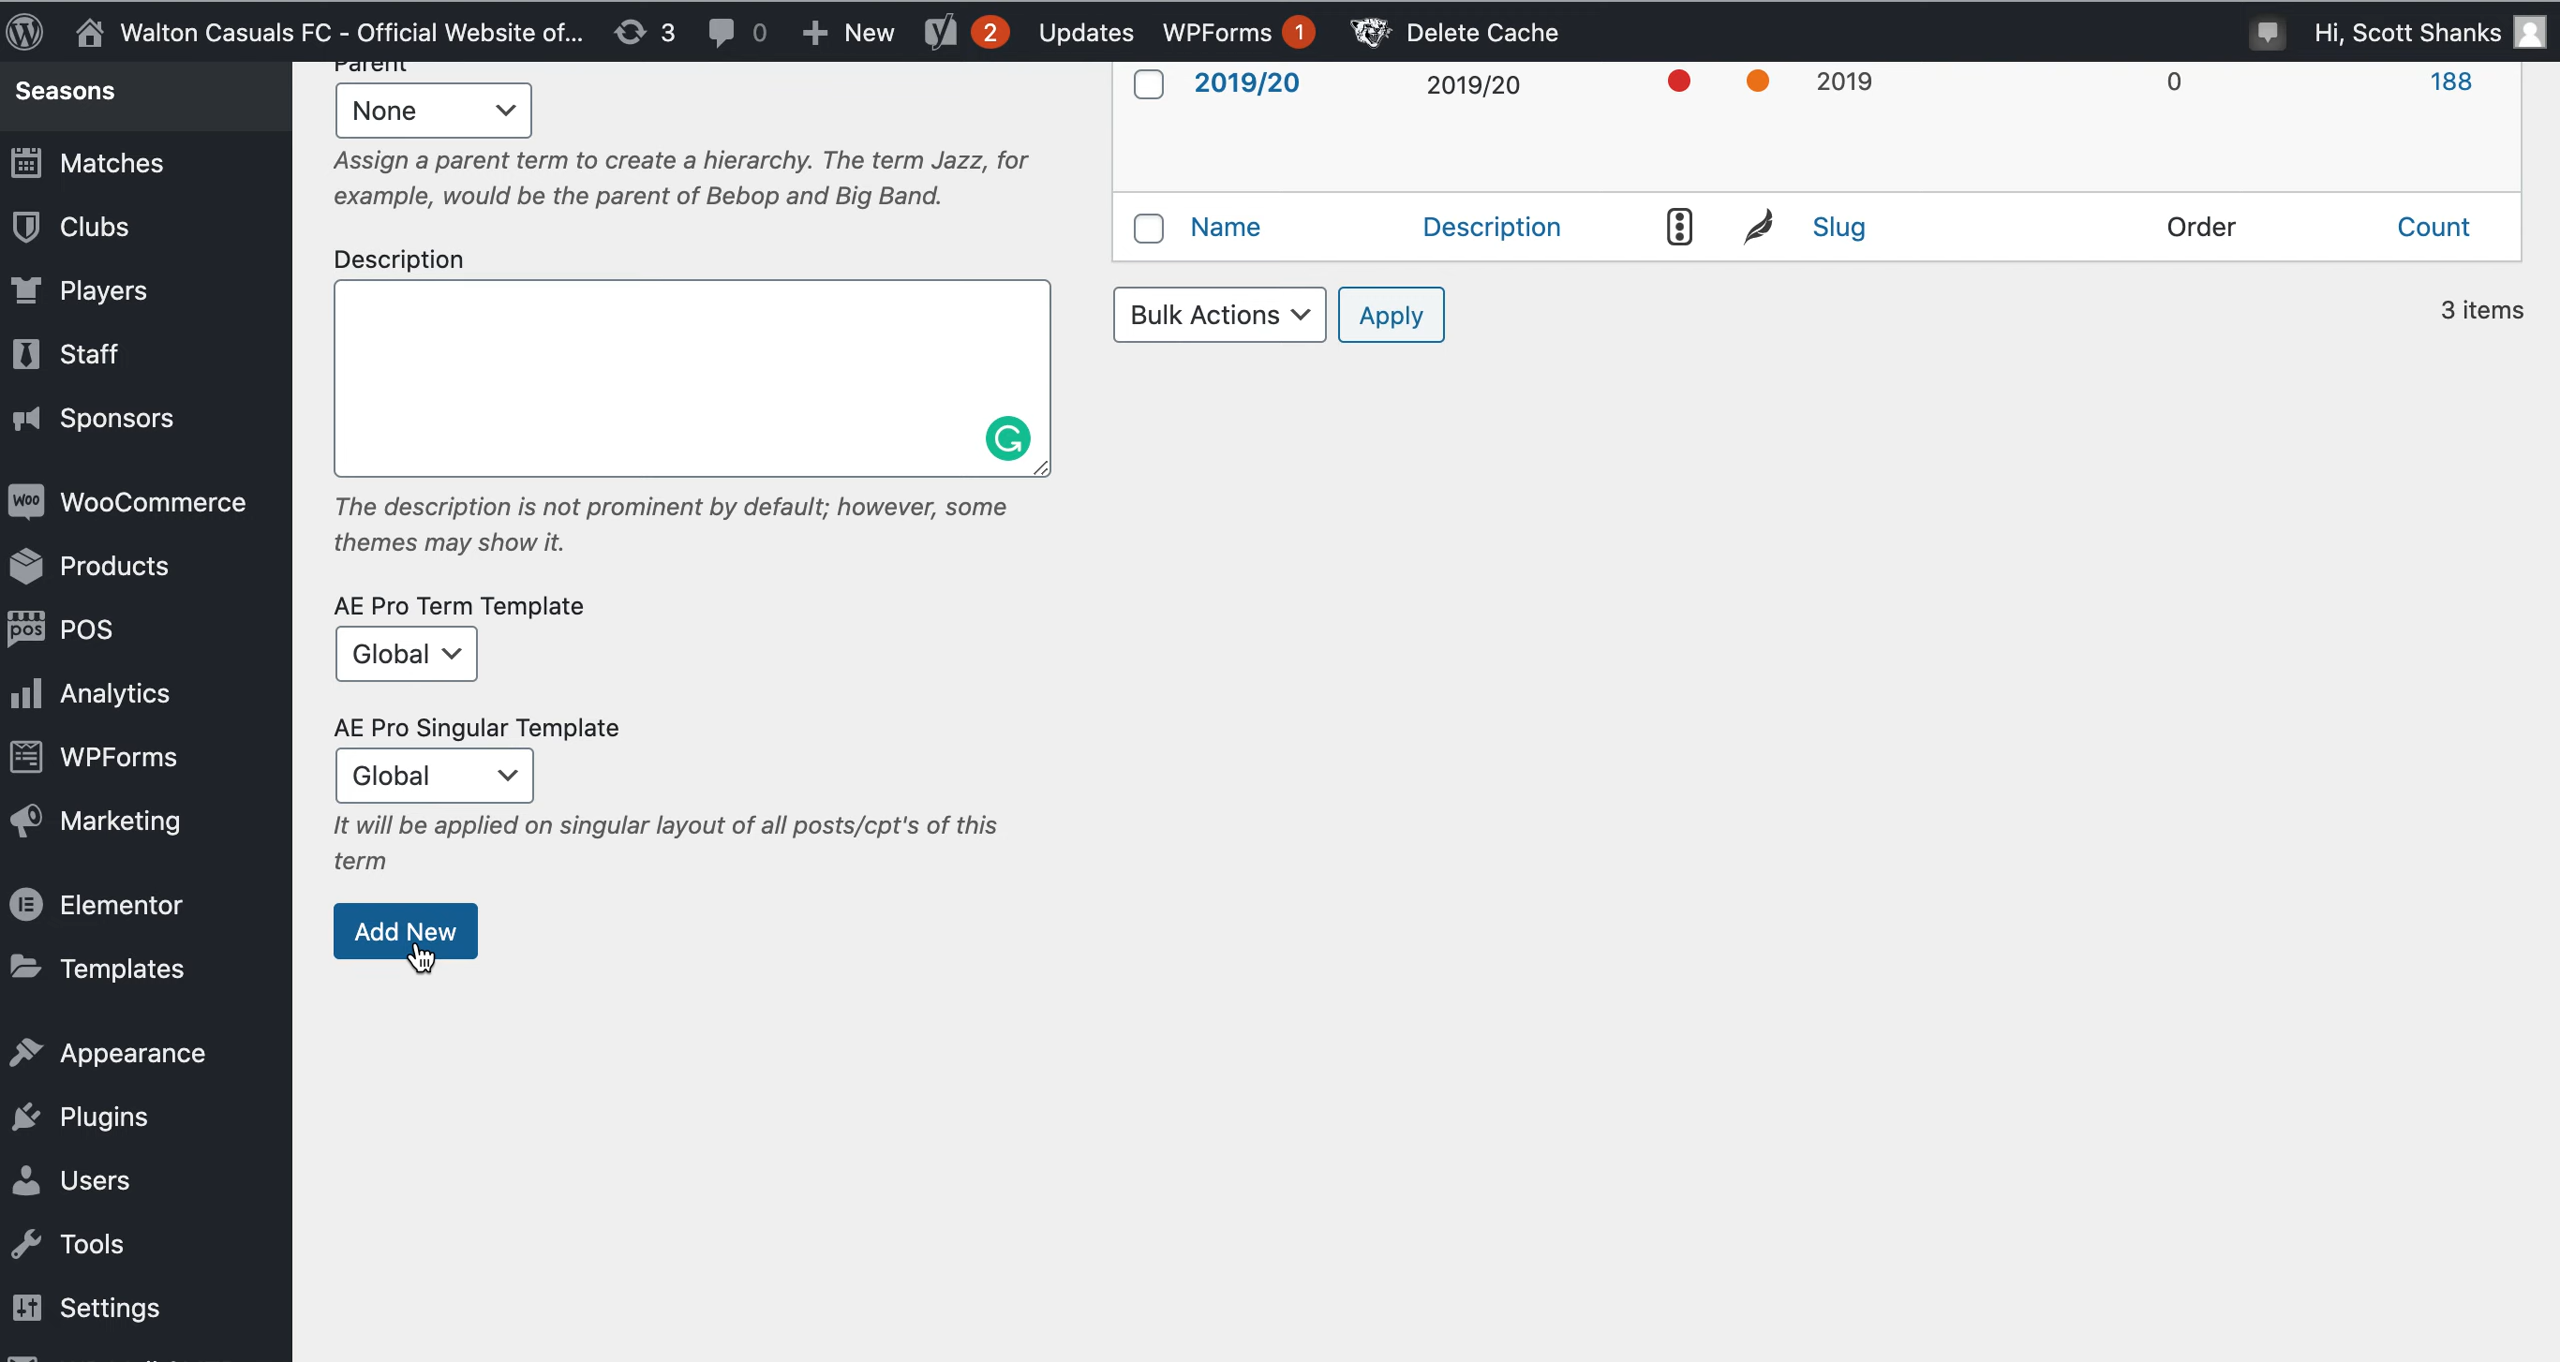 Walton Casuals FC - Official Website of... 3 0 New 2 Updates WPForms 1 Delete Cache Hi, Scott Shanks
Seasons
Matches
Clubs
Players
Staff
Sponsors
Woo WooCommerce
Products
pos POS
Analytics
WPForms
Marketing
Elementor
Templates
Appearance
Plugins
Users
Tools
Settings
Parent
None
Assign a parent term to create a hierarchy. The term Jazz, for
example, would be the parent of Bebop and Big Band.
Description
The description is not prominent by default; however, some
themes may show it.
AE Pro Term Template
Global
AE Pro Singular Template
Global
It will be applied on singular layout of all posts/cpt's of this
term
Add New
2019/20 2019/20 2019 0 188
Name Description Slug Order Count
Bulk Actions Apply 3 items